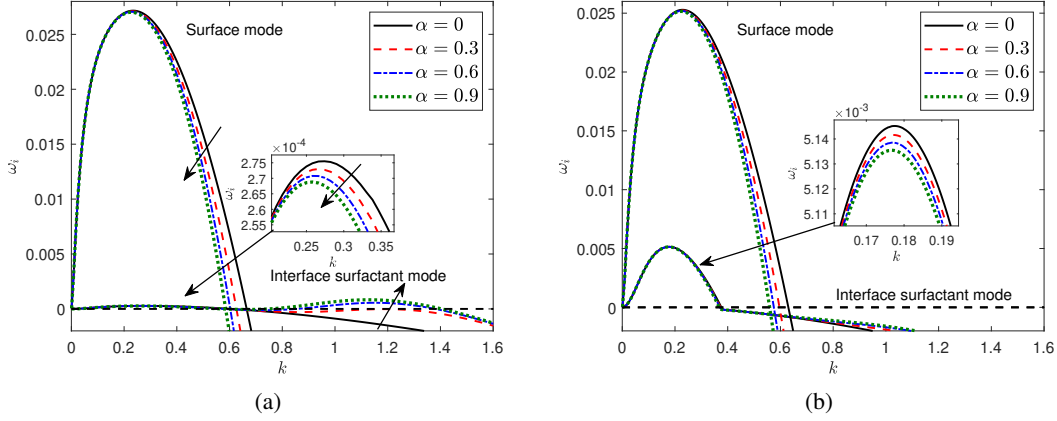 Surface mode
α = 0
α = 0.3
α = 0.6
α = 0.9
0.025
0.02
0.015
0.01
0.005
0
ω_i
×10⁻⁴
2.75
2.7
2.65
2.6
2.55
ω_i
0.25 0.3 0.35
k
Interface surfactant mode
0 0.2 0.4 0.6 0.8 1 1.2 1.4 1.6
k
(a)
Surface mode
α = 0
α = 0.3
α = 0.6
α = 0.9
0.025
0.02
0.015
0.01
0.005
0
ω_i
×10⁻³
5.14
5.13
5.12
5.11
ω_i
0.17 0.18 0.19
k
Interface surfactant mode
0 0.2 0.4 0.6 0.8 1 1.2 1.4 1.6
k
(b)